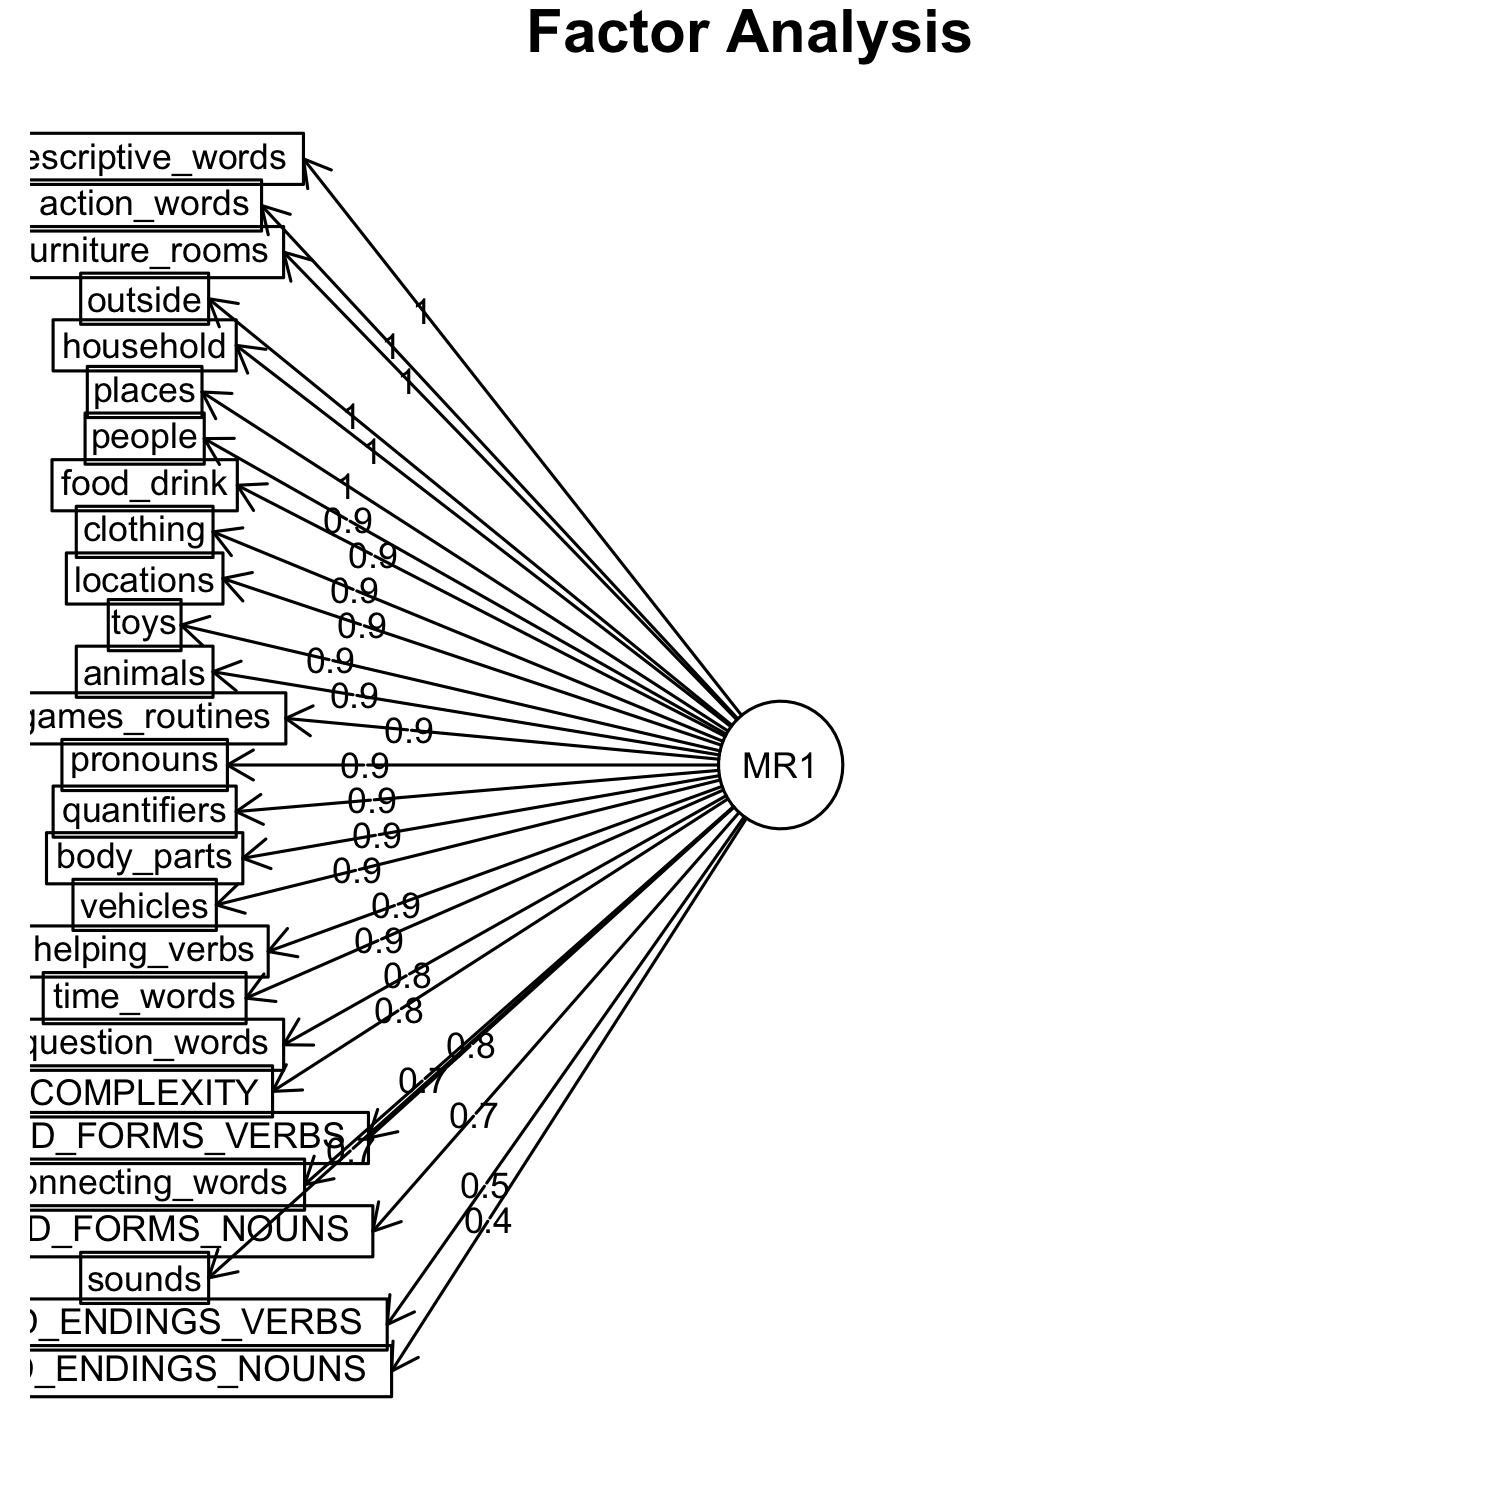 Factor Analysis
escriptive_words
action_words
urniture_rooms
outside
household
places
people
food_drink
clothing
locations
toys
animals
games_routines
pronouns
quantifiers
body_parts
vehicles
helping_verbs
time_words
question_words
COMPLEXITY
D_FORMS_VERBS
onnecting_words
D_FORMS_NOUNS
sounds
D_ENDINGS_VERBS
D_ENDINGS_NOUNS
1
1
1
1
1
1
0.9
0.9
0.9
0.9
0.9
0.9
0.9
0.9
0.9
0.9
0.9
0.9
0.9
0.8
0.8
0.8
0.7
0.7
0.7
0.5
0.4
MR1